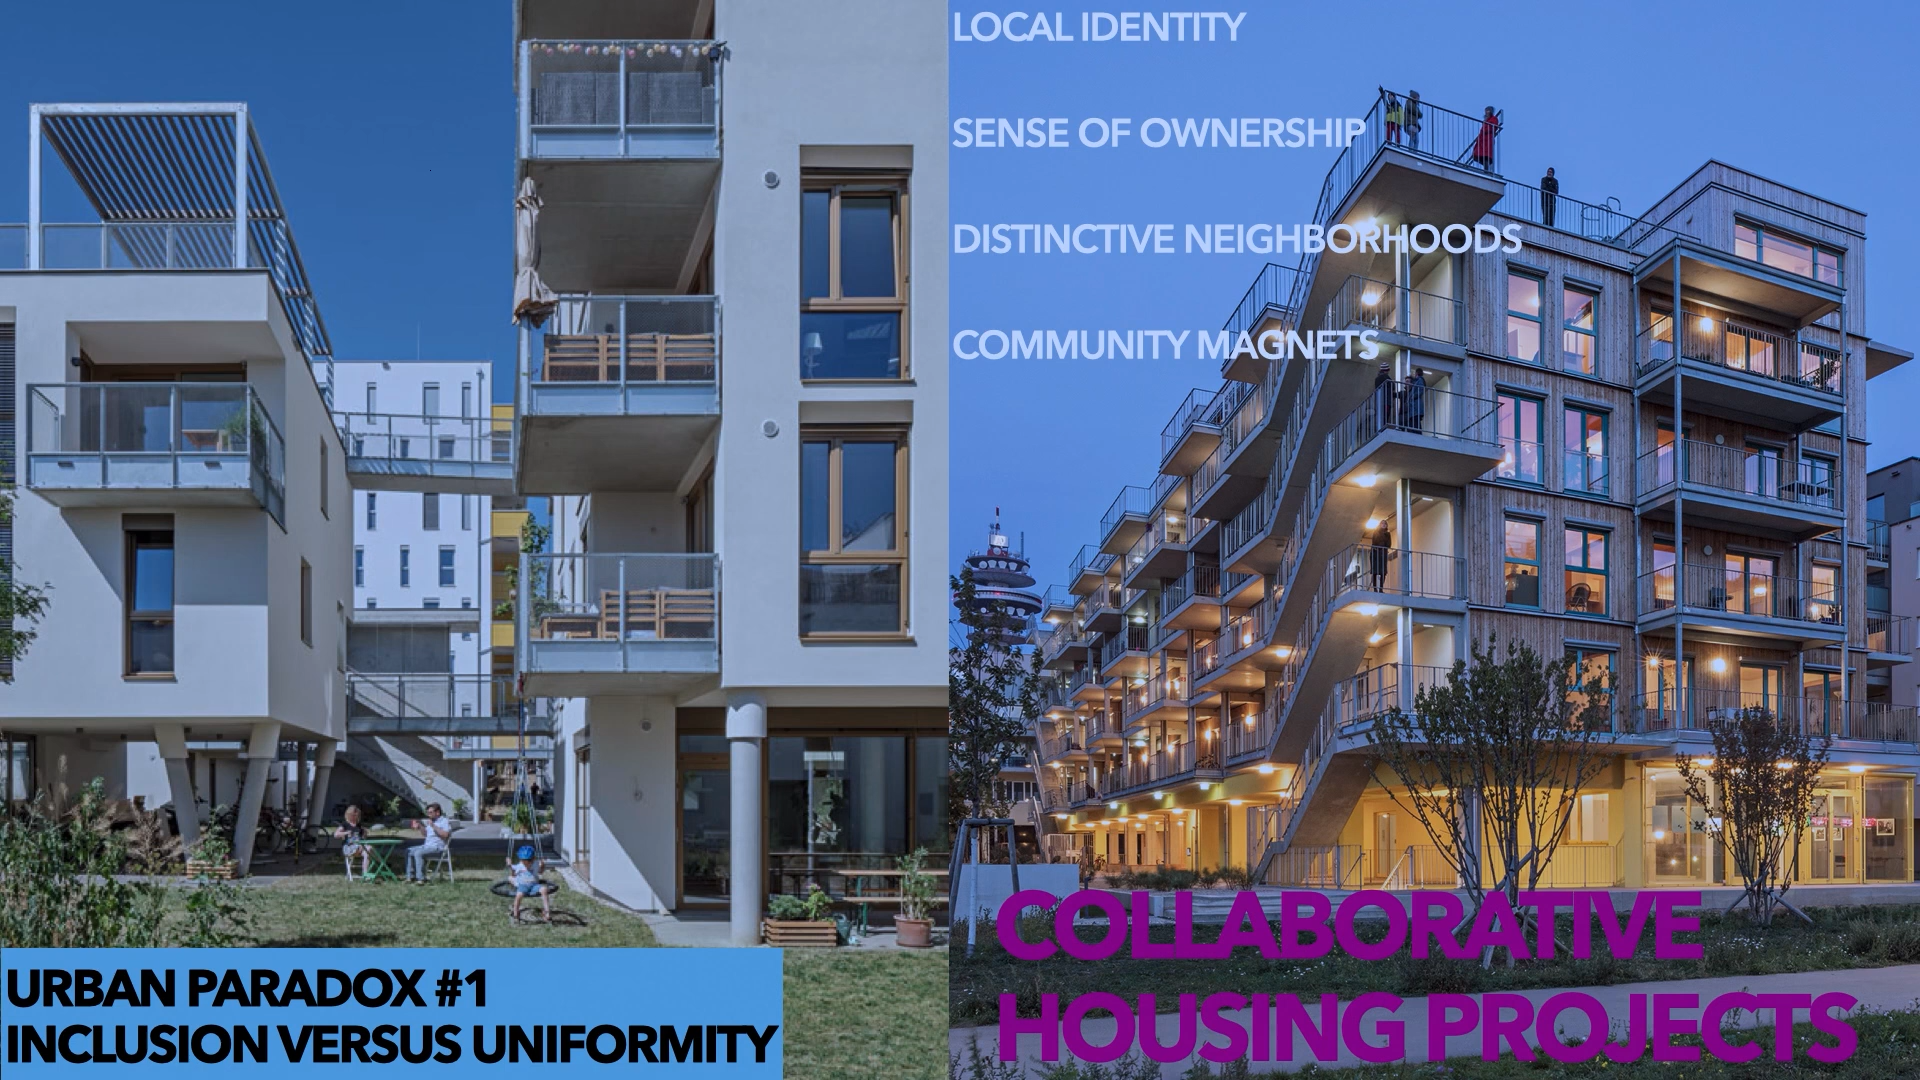 LOCAL IDENTITY
SENSE OF OWNERSHIP
DISTINCTIVE NEIGHBORHOODS
COMMUNITY MAGNETS
COLLABORATIVE
HOUSING PROJECTS
URBAN PARADOX #1
INCLUSION VERSUS UNIFORMITY